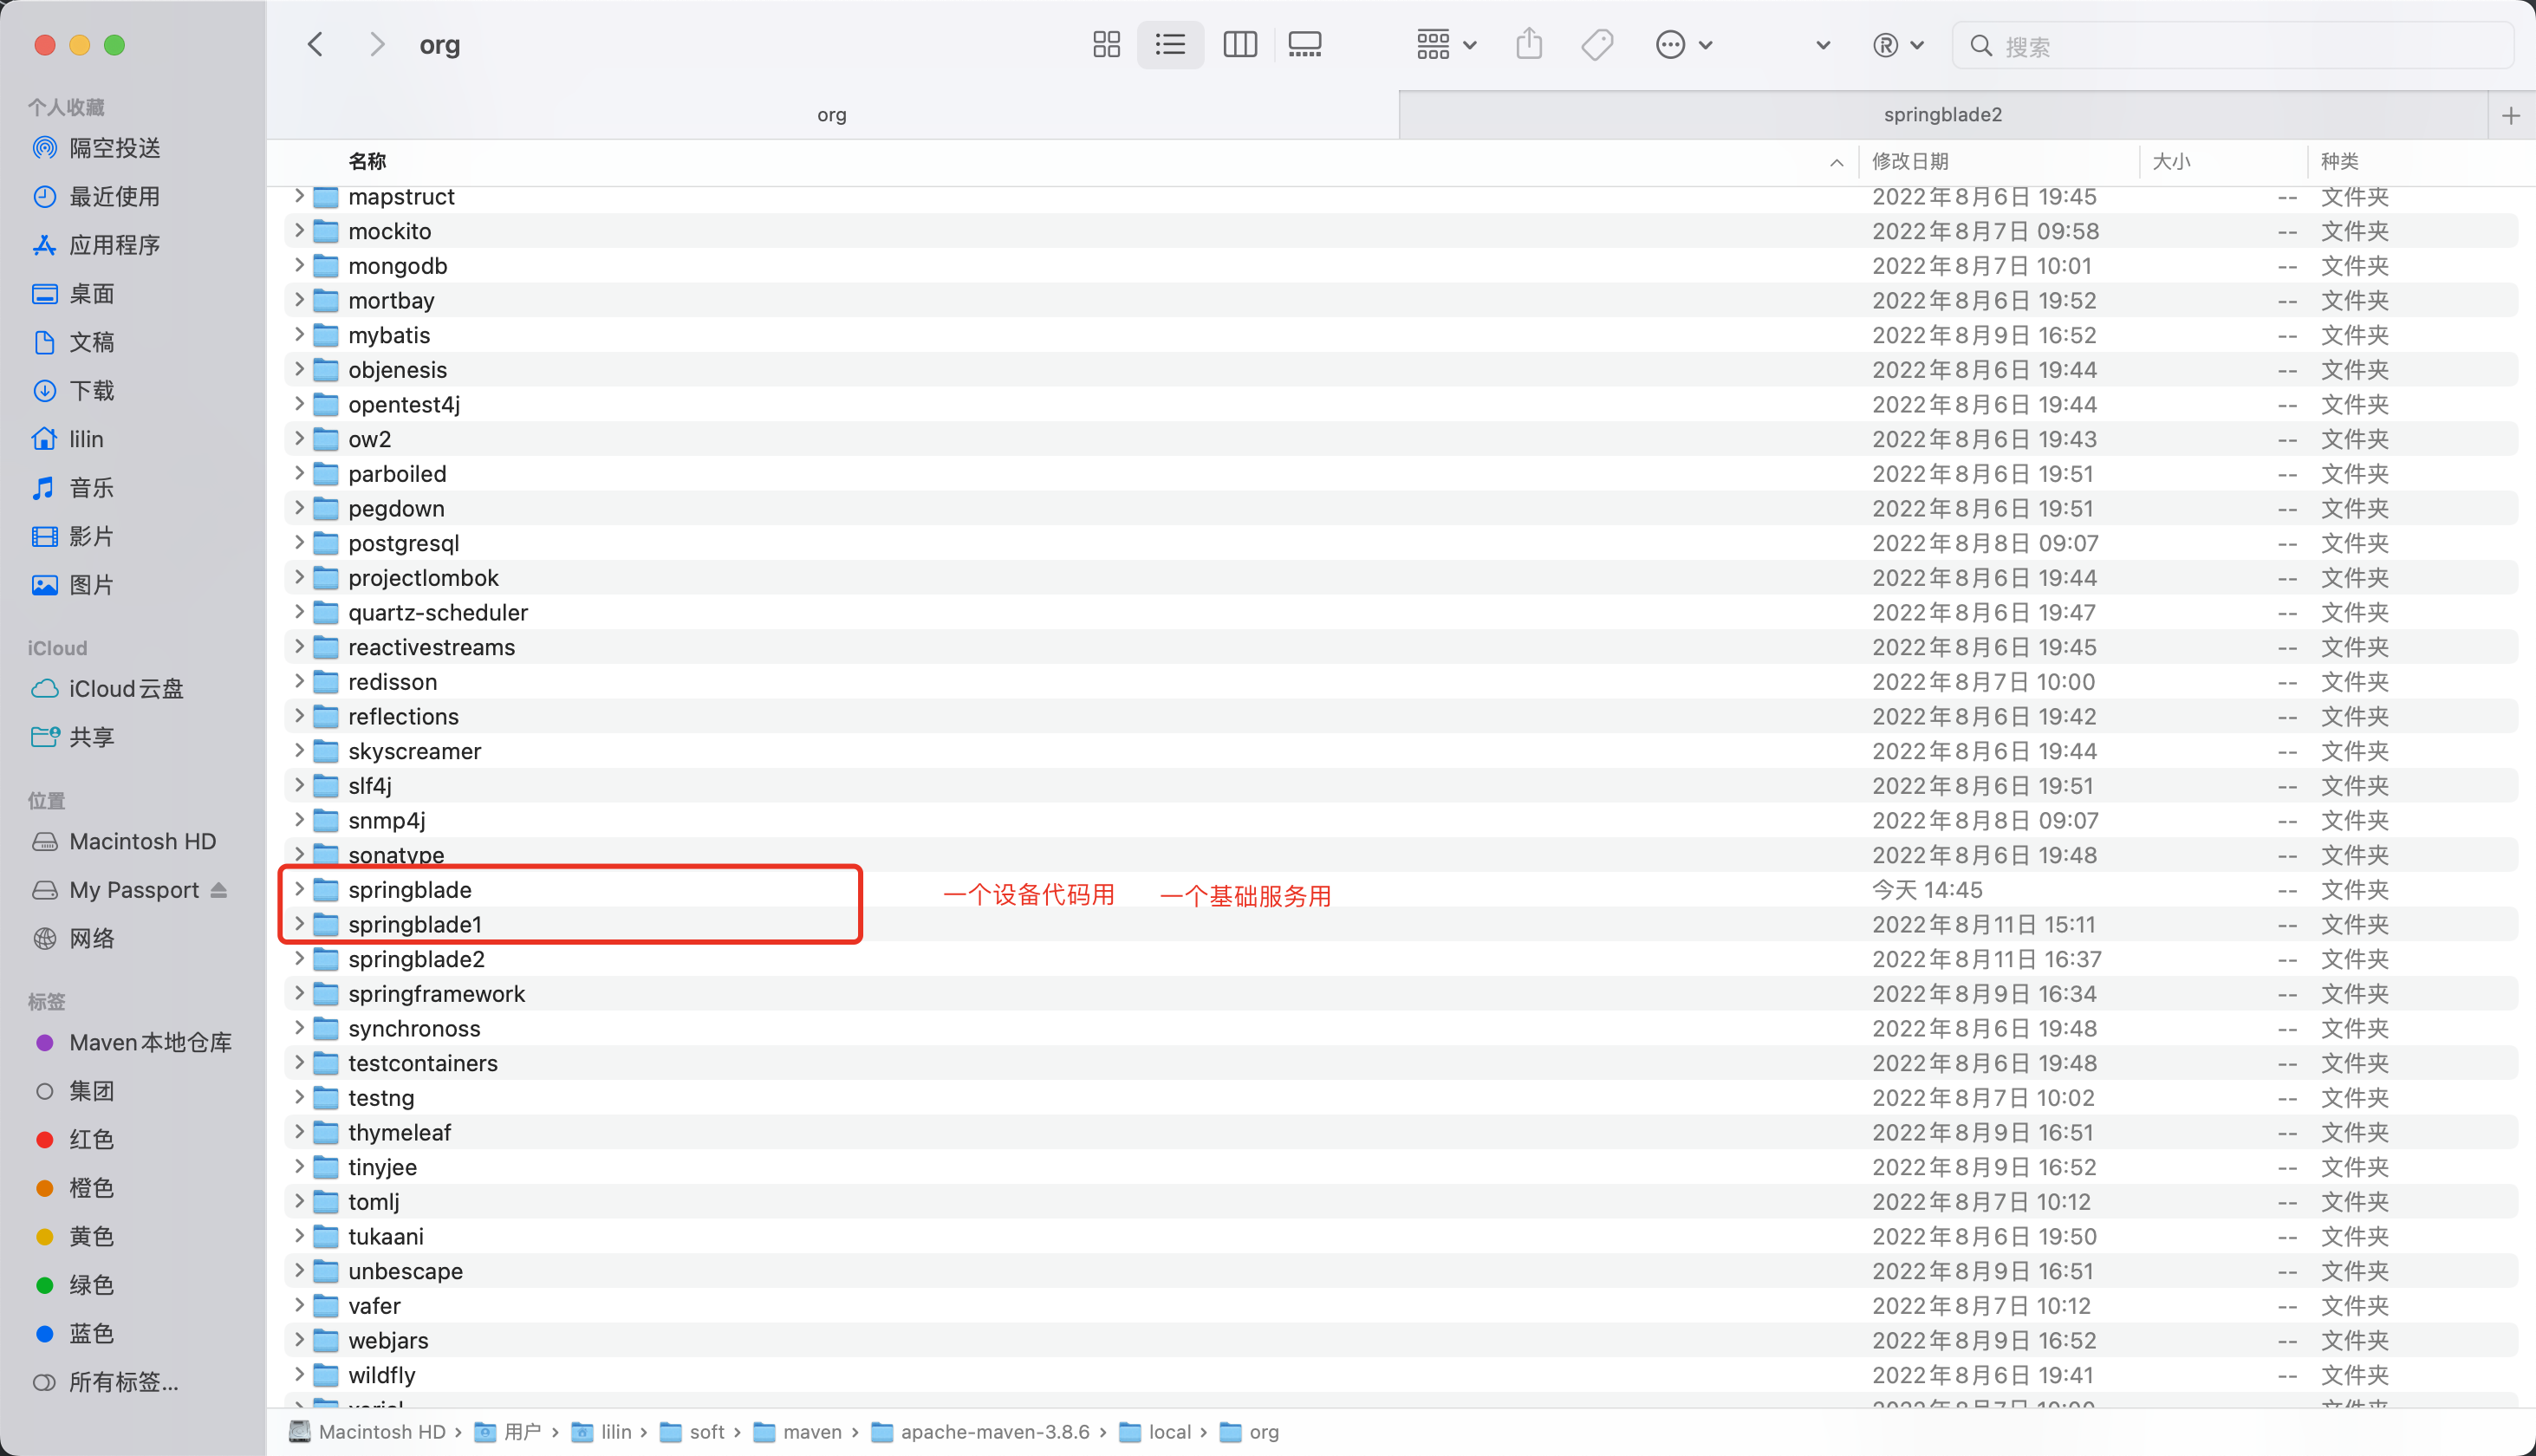 org
搜索
org
springblade2
个人收藏
隔空投送
最近使用
应用程序
桌面
文稿
下载
lilin
音乐
影片
图片
iCloud
iCloud云盘
共享
位置
Macintosh HD
My Passport
网络
标签
Maven本地仓库
集团
红色
橙色
黄色
绿色
蓝色
所有标签...
名称 修改日期 大小 种类
mapstruct 2022年8月6日 19:45 -- 文件夹
mockito 2022年8月7日 09:58 -- 文件夹
mongodb 2022年8月7日 10:01 -- 文件夹
mortbay 2022年8月6日 19:52 -- 文件夹
mybatis 2022年8月9日 16:52 -- 文件夹
objenesis 2022年8月6日 19:44 -- 文件夹
opentest4j 2022年8月6日 19:44 -- 文件夹
ow2 2022年8月6日 19:43 -- 文件夹
parboiled 2022年8月6日 19:51 -- 文件夹
pegdown 2022年8月6日 19:51 -- 文件夹
postgresql 2022年8月8日 09:07 -- 文件夹
projectlombok 2022年8月6日 19:44 -- 文件夹
quartz-scheduler 2022年8月6日 19:47 -- 文件夹
reactivestreams 2022年8月6日 19:45 -- 文件夹
redisson 2022年8月7日 10:00 -- 文件夹
reflections 2022年8月6日 19:42 -- 文件夹
skyscreamer 2022年8月6日 19:44 -- 文件夹
slf4j 2022年8月6日 19:51 -- 文件夹
snmp4j 2022年8月8日 09:07 -- 文件夹
sonatype 2022年8月6日 19:48 -- 文件夹
springblade 一个设备代码用 一个基础服务用 今天 14:45 -- 文件夹
springblade1 2022年8月11日 15:11 -- 文件夹
springblade2 2022年8月11日 16:37 -- 文件夹
springframework 2022年8月9日 16:34 -- 文件夹
synchronoss 2022年8月6日 19:48 -- 文件夹
testcontainers 2022年8月6日 19:48 -- 文件夹
testng 2022年8月7日 10:02 -- 文件夹
thymeleaf 2022年8月9日 16:51 -- 文件夹
tinyjee 2022年8月9日 16:52 -- 文件夹
tomlj 2022年8月7日 10:12 -- 文件夹
tukaani 2022年8月6日 19:50 -- 文件夹
unbescape 2022年8月9日 16:51 -- 文件夹
vafer 2022年8月7日 10:12 -- 文件夹
webjars 2022年8月9日 16:52 -- 文件夹
wildfly 2022年8月6日 19:41 -- 文件夹
Macintosh HD › 用户 › lilin › soft › maven › apache-maven-3.8.6 › local › org